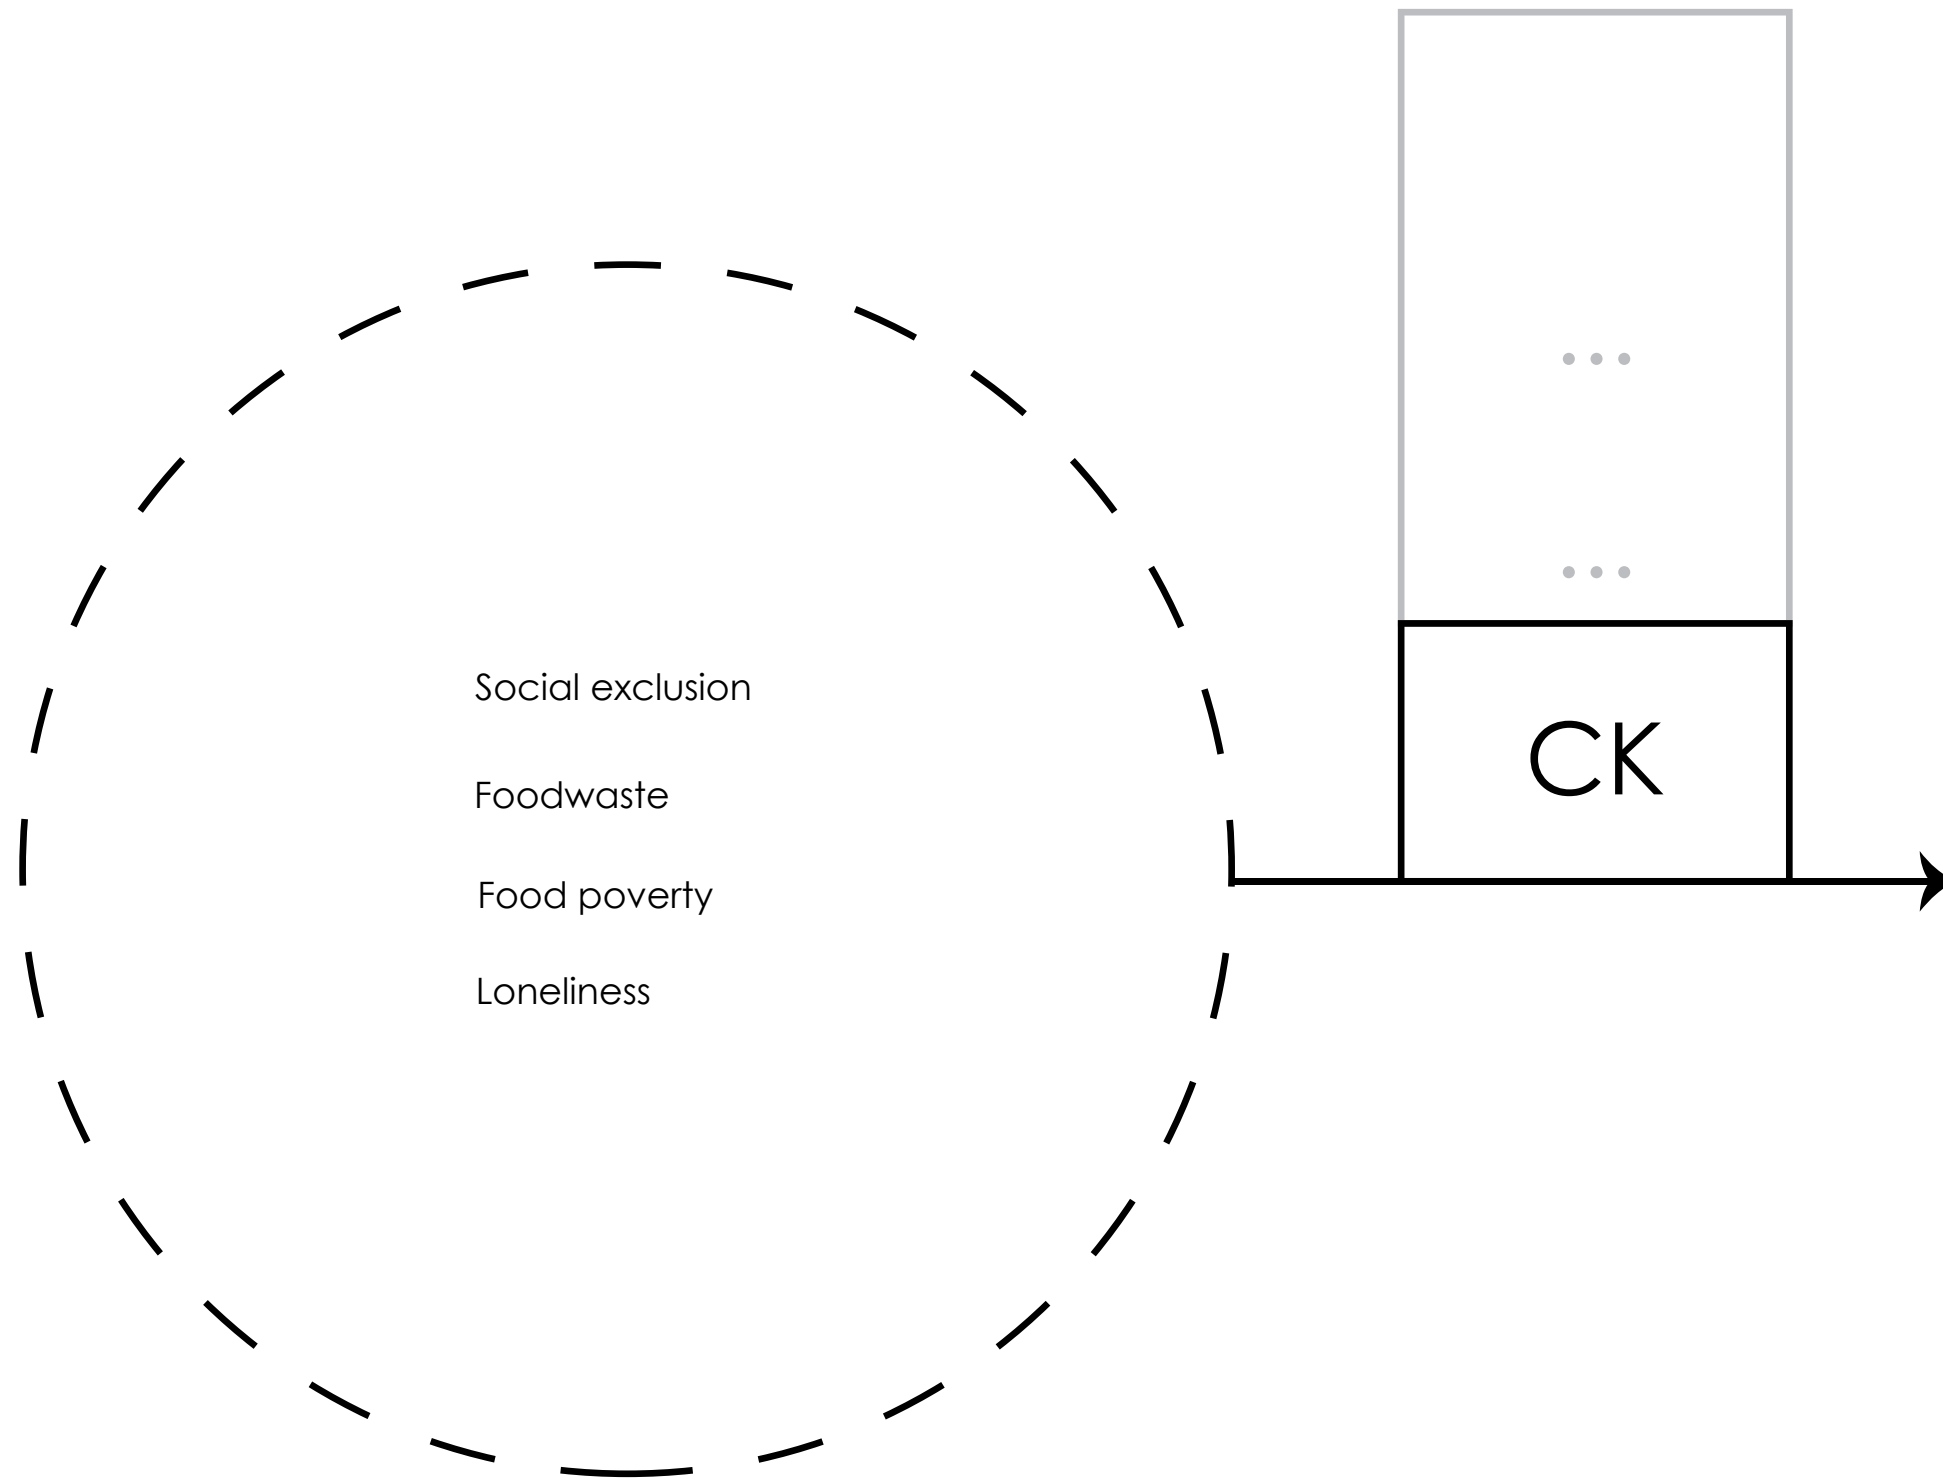 ...
...
Social exclusion
CK
Foodwaste
Food poverty
Loneliness